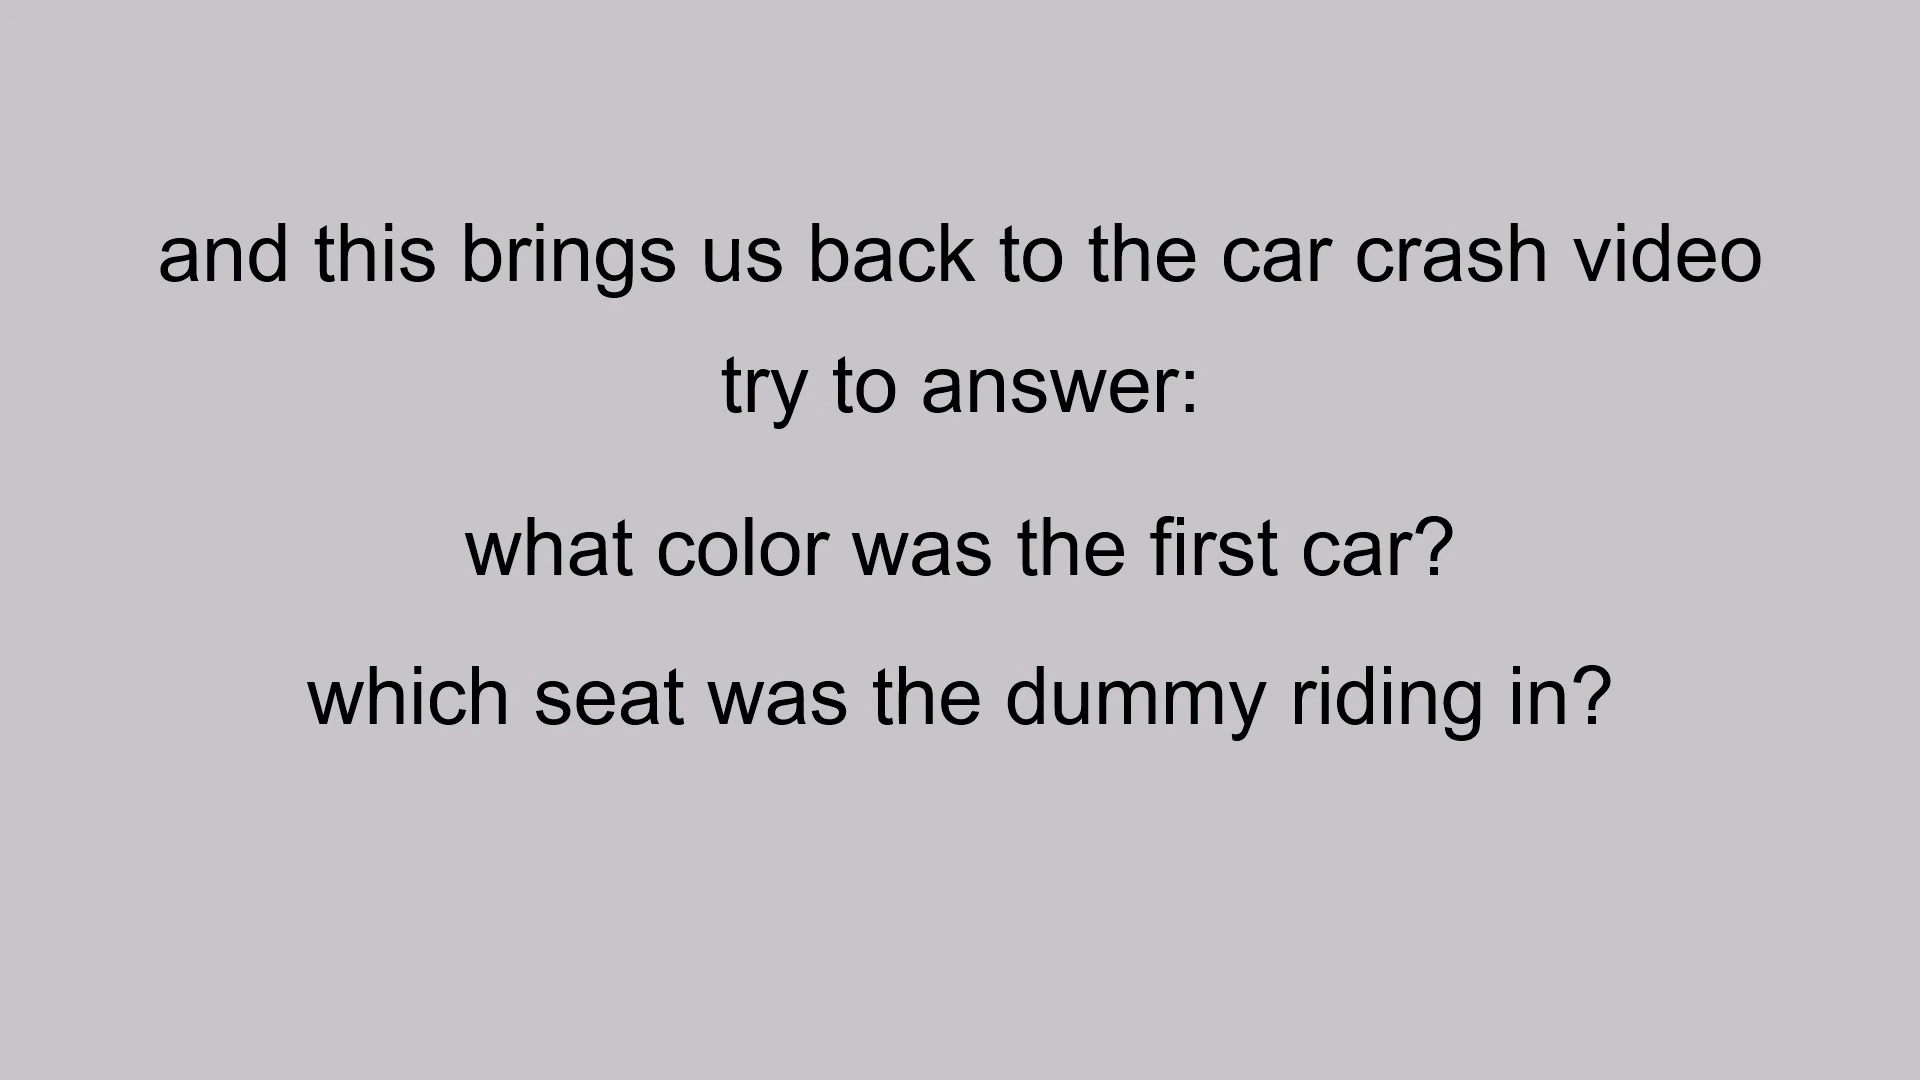 and this brings us back to the car crash video
try to answer:
what color was the first car?
which seat was the dummy riding in?